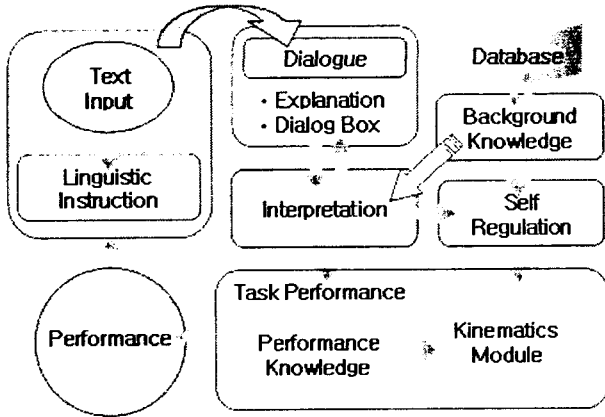 Text
Input
Linguistic
Instruction
Dialogue
• Explanation
• Dialog Box
Database
Background
Knowledge
Interpretation
Self
Regulation
Performance
Task Performance
Performance
Knowledge
Kinematics
Module